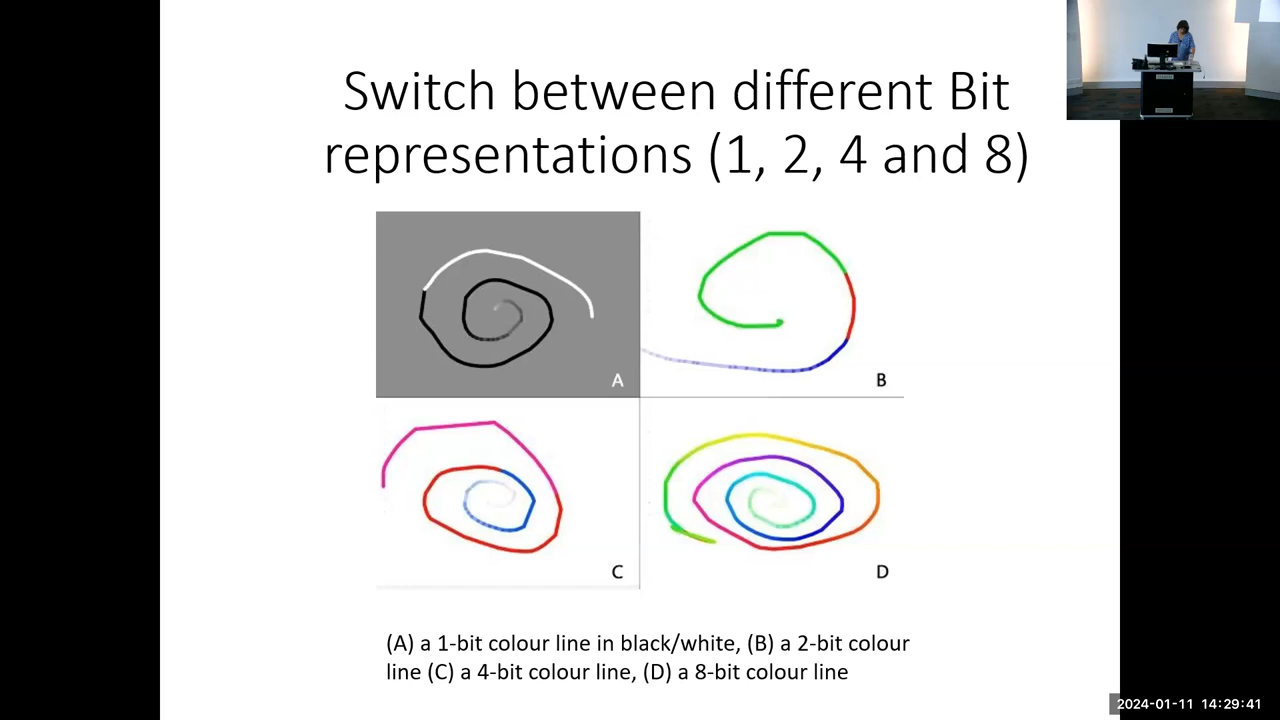 Switch between different Bit
representations (1, 2, 4 and 8)
A
B
C
D
(A) a 1-bit colour line in black/white, (B) a 2-bit colour
line (C) a 4-bit colour line, (D) a 8-bit colour line
2024-01-11 14:29:41